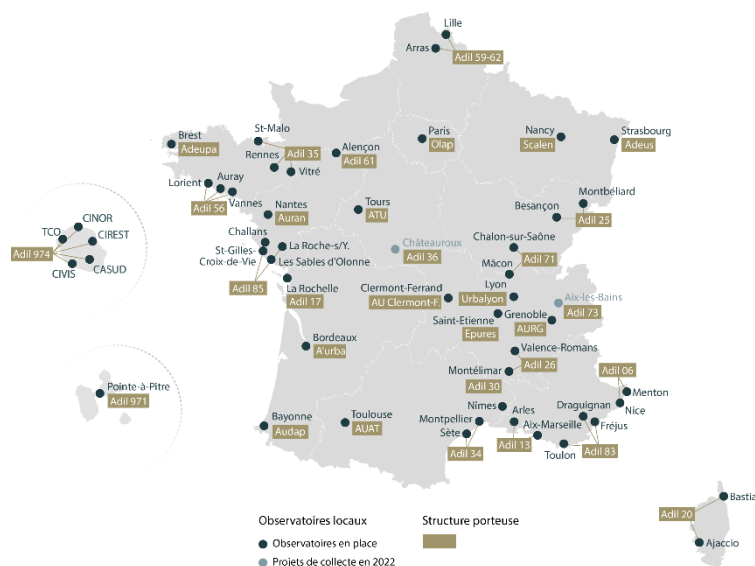 Lille
Arras
Adil 59-62
St-Malo
Brest
Adeupa
Rennes
Adil 35
Vitré
Alençon
Adil 61
Paris
Olap
Nancy
Scalen
Strasbourg
Adeus
Lorient
Auray
Vannes
Adil 56
Nantes
Auran
Tours
ATU
Besançon
Montbéliard
Adil 25
CINOR
TCO
CIREST
Adil 974
CIVIS
CASUD
Challans
St-Gilles-
Croix-de-Vie
La Roche-s/Y.
Les Sables d'Olonne
Adil 85
La Rochelle
Adil 17
Châteauroux
Adil 36
Chalon-sur-Saône
Adil 71
Mâcon
Clermont-Ferrand
AU Clermont-F.
Lyon
Urbalyon
Aix-les-Bains
Adil 73
Saint-Etienne
Epures
Grenoble
AURG
Bordeaux
A'urba
Valence-Romans
Adil 26
Montélimar
Adil 30
Nîmes
Adil 06
Menton
Nice
Pointe-à-Pitre
Adil 971
Bayonne
Audap
Toulouse
AUAT
Montpellier
Sète
Adil 34
Arles
Aix-Marseille
Adil 13
Draguignan
Fréjus
Toulon
Adil 83
Bastia
Adil 20
Ajaccio
Observatoires locaux
Observatoires en place
Projets de collecte en 2022
Structure porteuse